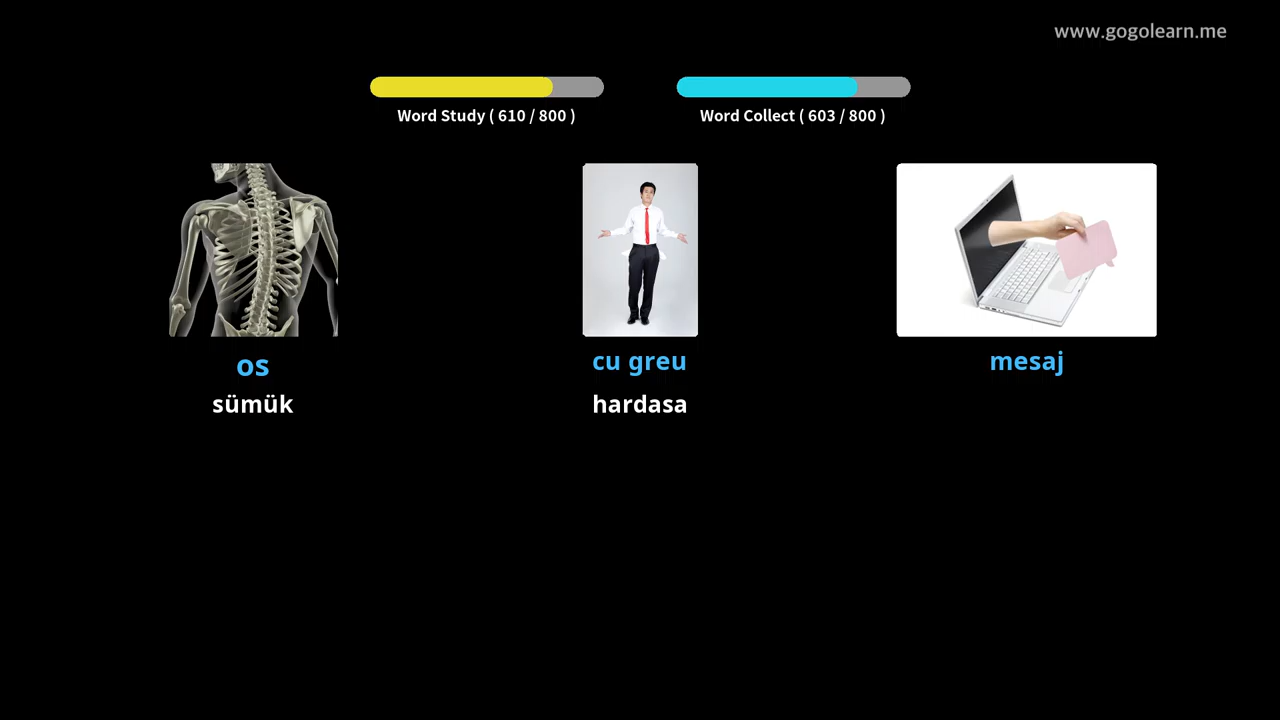 www.gogolearn.me
Word Study ( 610 / 800 )
Word Collect ( 603 / 800 )
os
cu greu
mesaj
sümük
hardasa